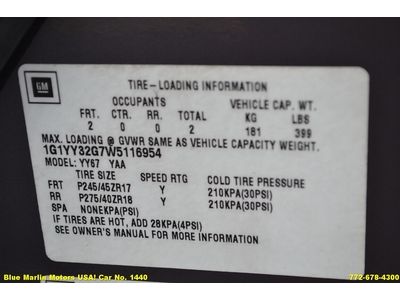 GM
TIRE-LOADING INFORMATION
OCCUPANTS VEHICLE CAP. WT.
FRT. CTR. RR. TOTAL KG LBS
2 0 0 2 181 399
MAX. LOADING @ GVWR SAME AS VEHICLE CAPACITY WEIGHT.
1G1YY32G7W5116954
MODEL: YY67 YAA
TIRE SIZE SPEED RTG COLD TIRE PRESSURE
FRT P245/45ZR17 Y 210KPA(30PSI)
RR P275/40ZR18 Y 210KPA(30PSI)
SPA NONEKPA(PSI)
IF TIRES ARE HOT, ADD 28KPA(4PSI)
SEE OWNER'S MANUAL FOR MORE INFORMATION
Blue Marlin Motors USA! Car No. 1440 772-678-4300